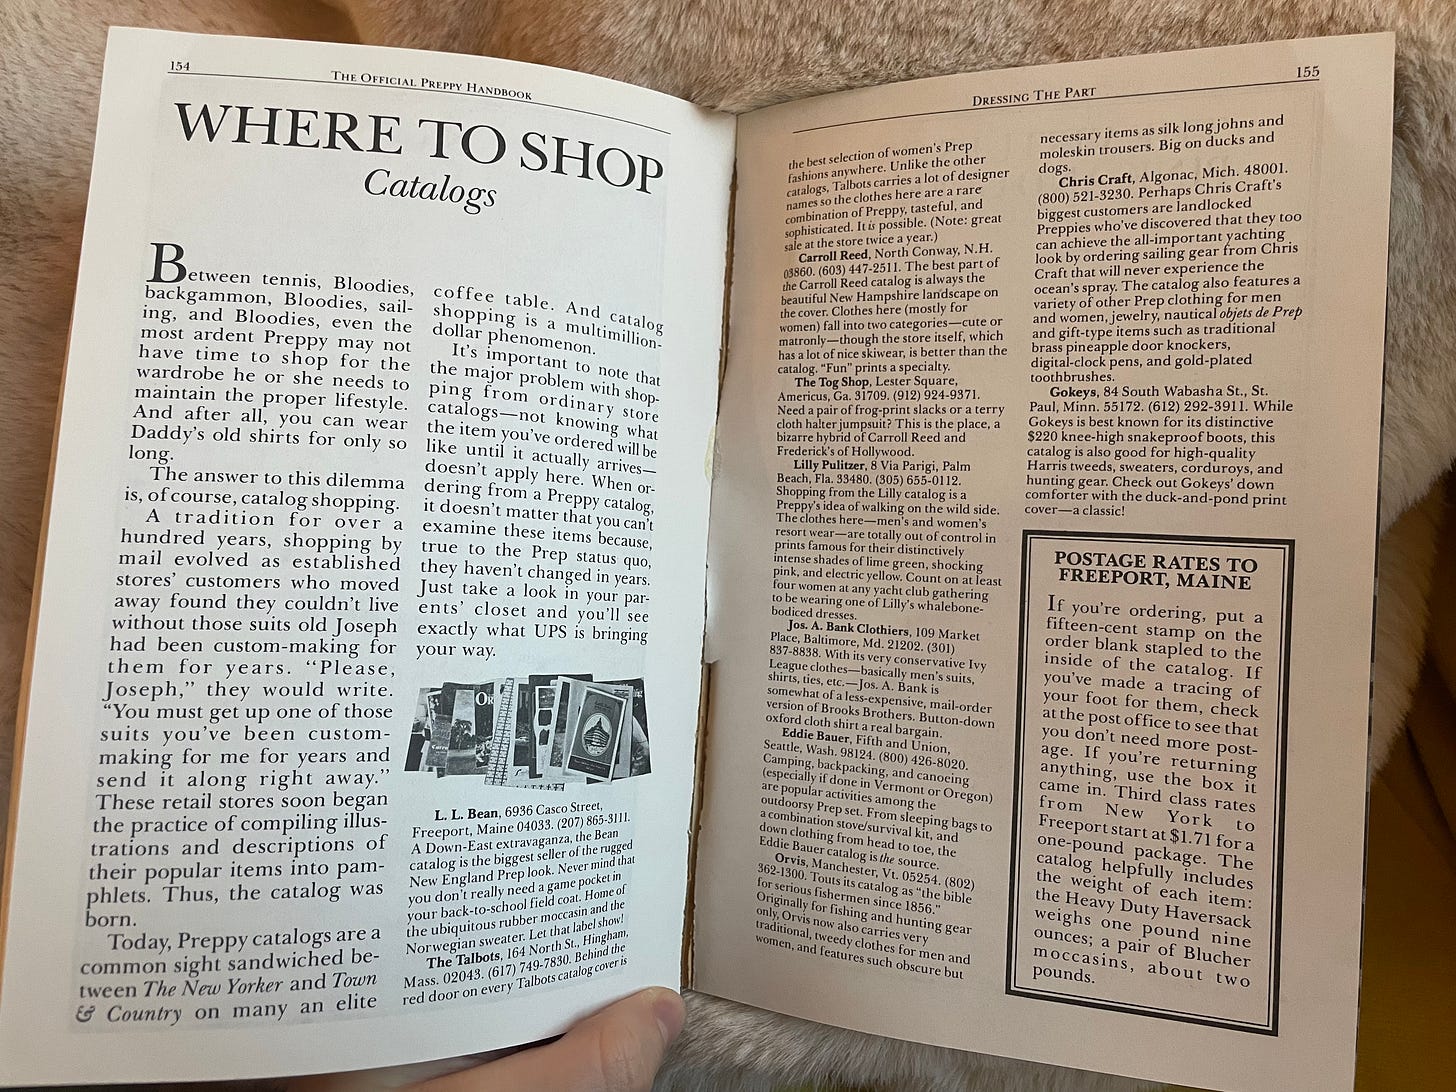 154
THE OFFICIAL PREPPY HANDBOOK
WHERE TO SHOP
Catalogs
Between tennis, Bloodies,
backgammon, Bloodies, sail-
ing, and Bloodies, even the
most ardent Preppy may not
have time to shop for the
wardrobe he or she needs to
maintain the proper lifestyle.
And after all, you can wear
Daddy's old shirts for only so
long.
The answer to this dilemma
is, of course, catalog shopping.
A tradition for over a
hundred years, shopping by
mail evolved as established
stores' customers who moved
away found they couldn't live
without those suits old Joseph
had been custom-making for
them for years. "Please,
Joseph," they would write.
"You must get up one of those
suits you've been custom-
making for me for years and
send it along right away."
These retail stores soon began
the practice of compiling illus-
trations and descriptions of
their popular items into pam-
phlets. Thus, the catalog was
born.
Today, Preppy catalogs are a
common sight sandwiched be-
tween The New Yorker and Town
& Country on many an elite
coffee table. And catalog
shopping is a multimillion-
dollar phenomenon.
It's important to note that
the major problem with shop-
ping from ordinary store
catalogs—not knowing what
the item you've ordered will be
like until it actually arrives—
doesn't apply here. When or-
dering from a Preppy catalog,
it doesn't matter that you can't
examine these items because,
true to the Prep status quo,
they haven't changed in years.
Just take a look in your par-
ents' closet and you'll see
exactly what UPS is bringing
your way.
L. L. Bean, 6936 Casco Street,
Freeport, Maine 04033. (207) 865-3111.
A Down-East extravaganza, the Bean
catalog is the biggest seller of the rugged
New England Prep look. Never mind that
you don't really need a game pocket in
your back-to-school field coat. Home of
the ubiquitous rubber moccasin and the
Norwegian sweater. Let that label show!
The Talbots, 164 North St., Hingham,
Mass. 02043. (617) 749-7830. Behind the
red door on every Talbots catalog cover is
DRESSING THE PART
155
the best selection of women's Prep
fashions anywhere. Unlike the other
catalogs, Talbots carries a lot of designer
names so the clothes here are a rare
combination of Preppy, tasteful, and
sophisticated. It is possible. (Note: great
sale at the store twice a year.)
Carroll Reed, North Conway, N.H.
03860. (603) 447-2511. The best part of
the Carroll Reed catalog is always the
beautiful New Hampshire landscape on
the cover. Clothes here (mostly for
women) fall into two categories—cute or
matronly—though the store itself, which
has a lot of nice skiwear, is better than the
catalog. "Fun" prints a specialty.
The Tog Shop, Lester Square,
Americus, Ga. 31709. (912) 924-9371.
Need a pair of frog-print slacks or a terry
cloth halter jumpsuit? This is the place, a
bizarre hybrid of Carroll Reed and
Frederick's of Hollywood.
Lilly Pulitzer, 8 Via Parigi, Palm
Beach, Fla. 33480. (305) 655-0112.
Shopping from the Lilly catalog is a
Preppy's idea of walking on the wild side.
The clothes here—men's and women's
resort wear—are totally out of control in
prints famous for their distinctively
intense shades of lime green, shocking
pink, and electric yellow. Count on at least
four women at any yacht club gathering
to be wearing one of Lilly's whalebone-
bodiced dresses.
Jos. A. Bank Clothiers, 109 Market
Place, Baltimore, Md. 21202. (301)
837-8838. With its very conservative Ivy
League clothes—basically men's suits,
shirts, ties, etc.—Jos. A. Bank is
somewhat of a less-expensive, mail-order
version of Brooks Brothers. Button-down
oxford cloth shirt a real bargain.
Eddie Bauer, Fifth and Union,
Seattle, Wash. 98124. (800) 426-8020.
Camping, backpacking, and canoeing
(especially if done in Vermont or Oregon)
are popular activities among the
outdoorsy Prep set. From sleeping bags to
a combination stove/survival kit, and
down clothing from head to toe, the
Eddie Bauer catalog is the source.
Orvis, Manchester, Vt. 05254. (802)
362-1300. Touts its catalog as "the bible
for serious fishermen since 1856."
Originally for fishing and hunting gear
only, Orvis now also carries very
traditional, tweedy clothes for men and
women, and features such obscure but
necessary items as silk long johns and
moleskin trousers. Big on ducks and
dogs.
Chris Craft, Algonac, Mich. 48001.
(800) 521-3230. Perhaps Chris Craft's
biggest customers are landlocked
Preppies who've discovered that they too
can achieve the all-important yachting
look by ordering sailing gear from Chris
Craft that will never experience the
ocean's spray. The catalog also features a
variety of other Prep clothing for men
and women, jewelry, nautical objets de Prep
and gift-type items such as traditional
brass pineapple door knockers,
digital-clock pens, and gold-plated
toothbrushes.
Gokeys, 84 South Wabasha St., St.
Paul, Minn. 55172. (612) 292-3911. While
Gokeys is best known for its distinctive
$220 knee-high snakeproof boots, this
catalog is also good for high-quality
Harris tweeds, sweaters, corduroys, and
hunting gear. Check out Gokeys' down
comforter with the duck-and-pond print
cover—a classic!
POSTAGE RATES TO
FREEPORT, MAINE
If you're ordering, put a
fifteen-cent stamp on the
order blank stapled to the
inside of the catalog. If
you've made a tracing of
your foot for them, check
at the post office to see that
you don't need more post-
age. If you're returning
anything, use the box it
came in. Third class rates
from New York to
Freeport start at $1.71 for a
one-pound package. The
catalog helpfully includes
the weight of each item:
the Heavy Duty Haversack
weighs one pound nine
ounces; a pair of Blucher
moccasins, about two
pounds.